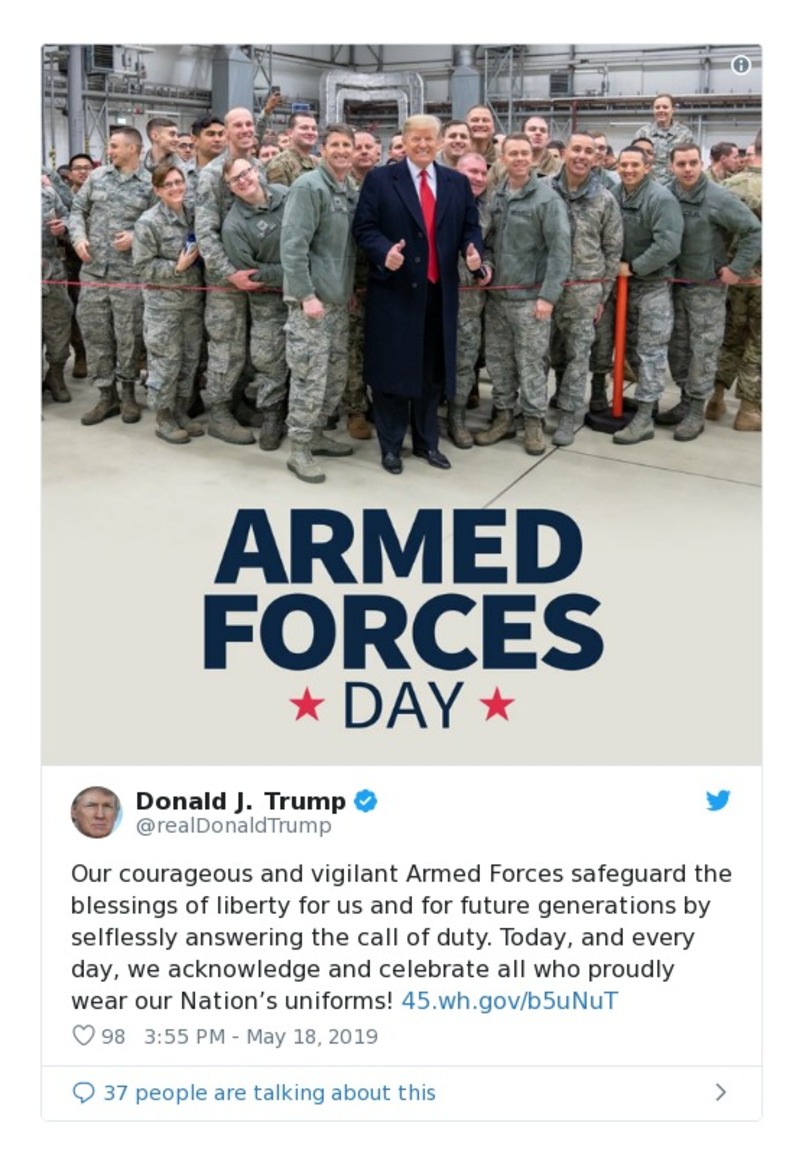 ARMED
FORCES
DAY
Donald J. Trump
@realDonaldTrump
Our courageous and vigilant Armed Forces safeguard the
blessings of liberty for us and for future generations by
selflessly answering the call of duty. Today, and every
day, we acknowledge and celebrate all who proudly
wear our Nation’s uniforms! 45.wh.gov/b5uNuT
98 3:55 PM - May 18, 2019
37 people are talking about this